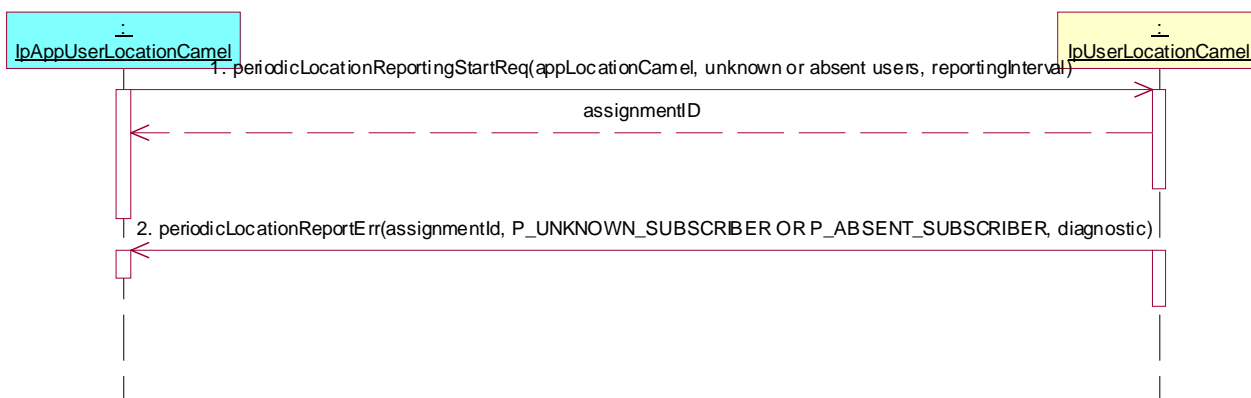 :
IpAppUserLocationCamel
:
IpUserLocationCamel
1. periodicLocationReportingStartReq(appLocationCamel, unknown or absent users, reportingInterval)
assignmentID
2. periodicLocationReportErr(assignmentId, P_UNKNOWN_SUBSCRIBER OR P_ABSENT_SUBSCRIBER, diagnostic)